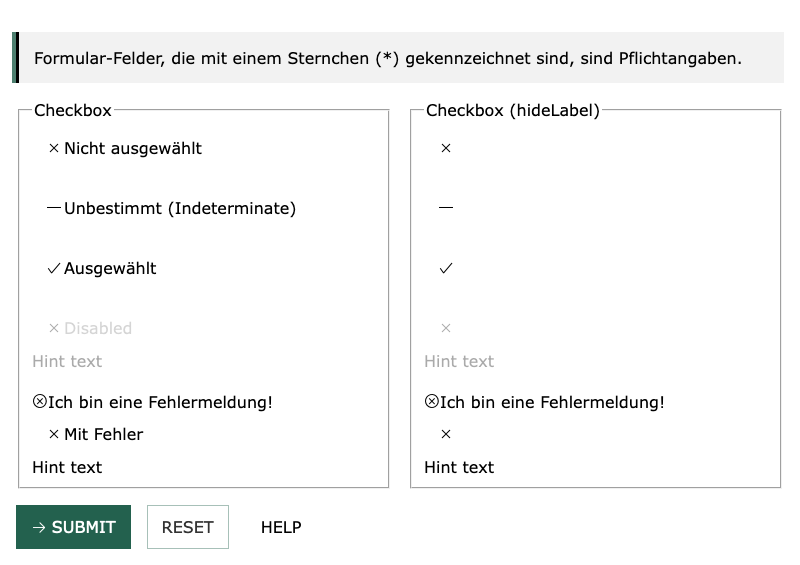 Formular-Felder, die mit einem Sternchen (*) gekennzeichnet sind, sind Pflichtangaben.
Checkbox
Nicht ausgewählt
Unbestimmt (Indeterminate)
Ausgewählt
Disabled
Hint text
Ich bin eine Fehlermeldung!
Mit Fehler
Hint text
Checkbox (hideLabel)
Hint text
Ich bin eine Fehlermeldung!
Hint text
SUBMIT
RESET
HELP